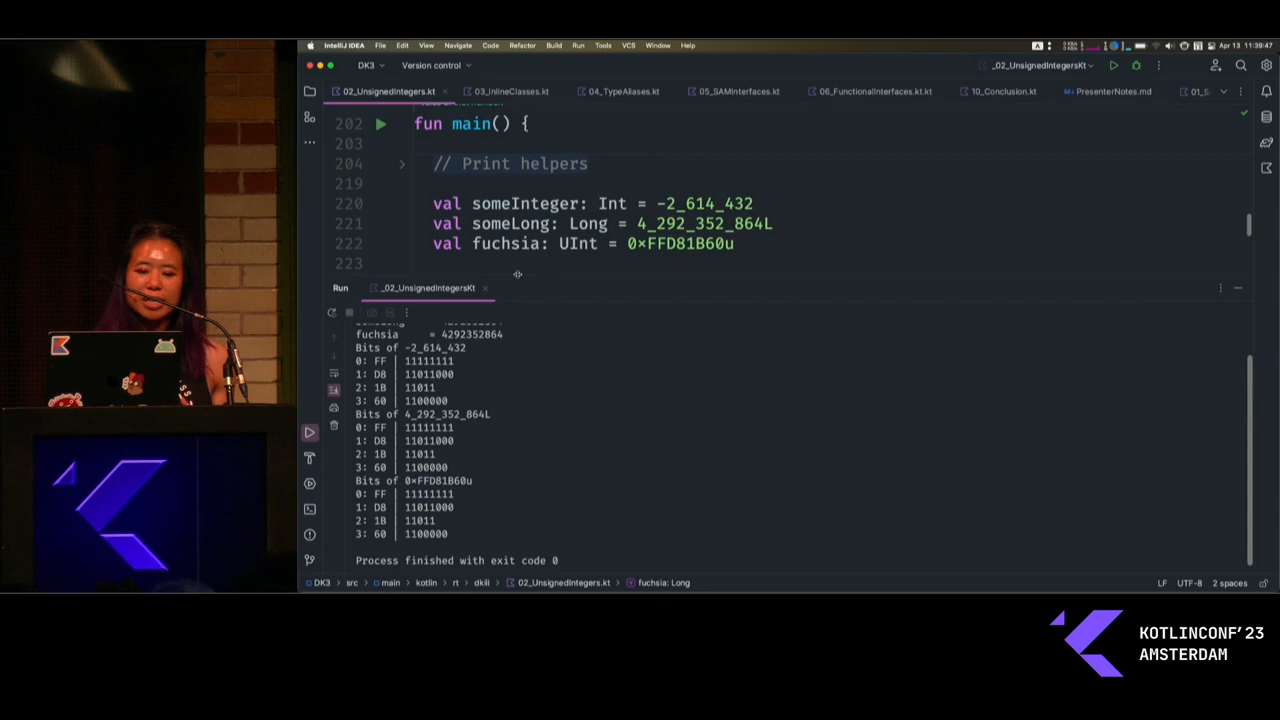 IntelliJ IDEA File Edit View Navigate Code Refactor Build Run Tools VCS Window Help Apr 13 11:39:47
DK3 Version control _02_UnsignedIntegersKt
02_UnsignedIntegers.kt 03_InlineClasses.kt 04_TypeAliases.kt 05_SAMInterfaces.kt 06_FunctionalInterfaces.kt.kt 10_Conclusion.kt PresenterNotes.md
202 fun main() {
203
204 // Print helpers
219
220 val someInteger: Int = -2_614_432
221 val someLong: Long = 4_292_352_864L
222 val fuchsia: UInt = 0xFFD81B60u
223
Run _02_UnsignedIntegersKt
fuchsia = 4292352864
Bits of -2_614_432
0: FF | 11111111
1: D8 | 11011000
2: 1B | 11011
3: 60 | 1100000
Bits of 4_292_352_864L
0: FF | 11111111
1: D8 | 11011000
2: 1B | 11011
3: 60 | 1100000
Bits of 0xFFD81B60u
0: FF | 11111111
1: D8 | 11011000
2: 1B | 11011
3: 60 | 1100000
Process finished with exit code 0
DK3 src main kotlin rt dkiii 02_UnsignedIntegers.kt fuchsia: Long LF UTF-8 2 spaces
KOTLINCONF'23
AMSTERDAM